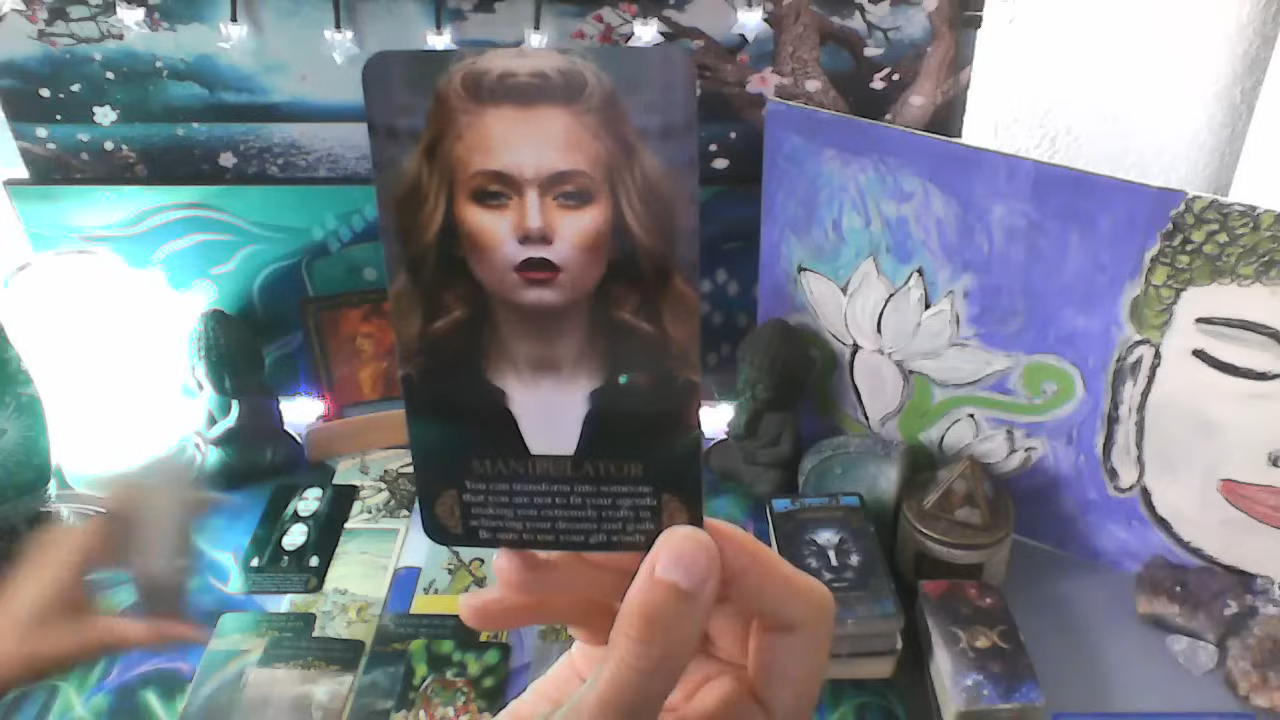 MANIPULATOR
You can transform into someone
that you are not to fit your agenda
making you extremely crafty in
achieving your dreams and goals
Be sure to use your gift wisely